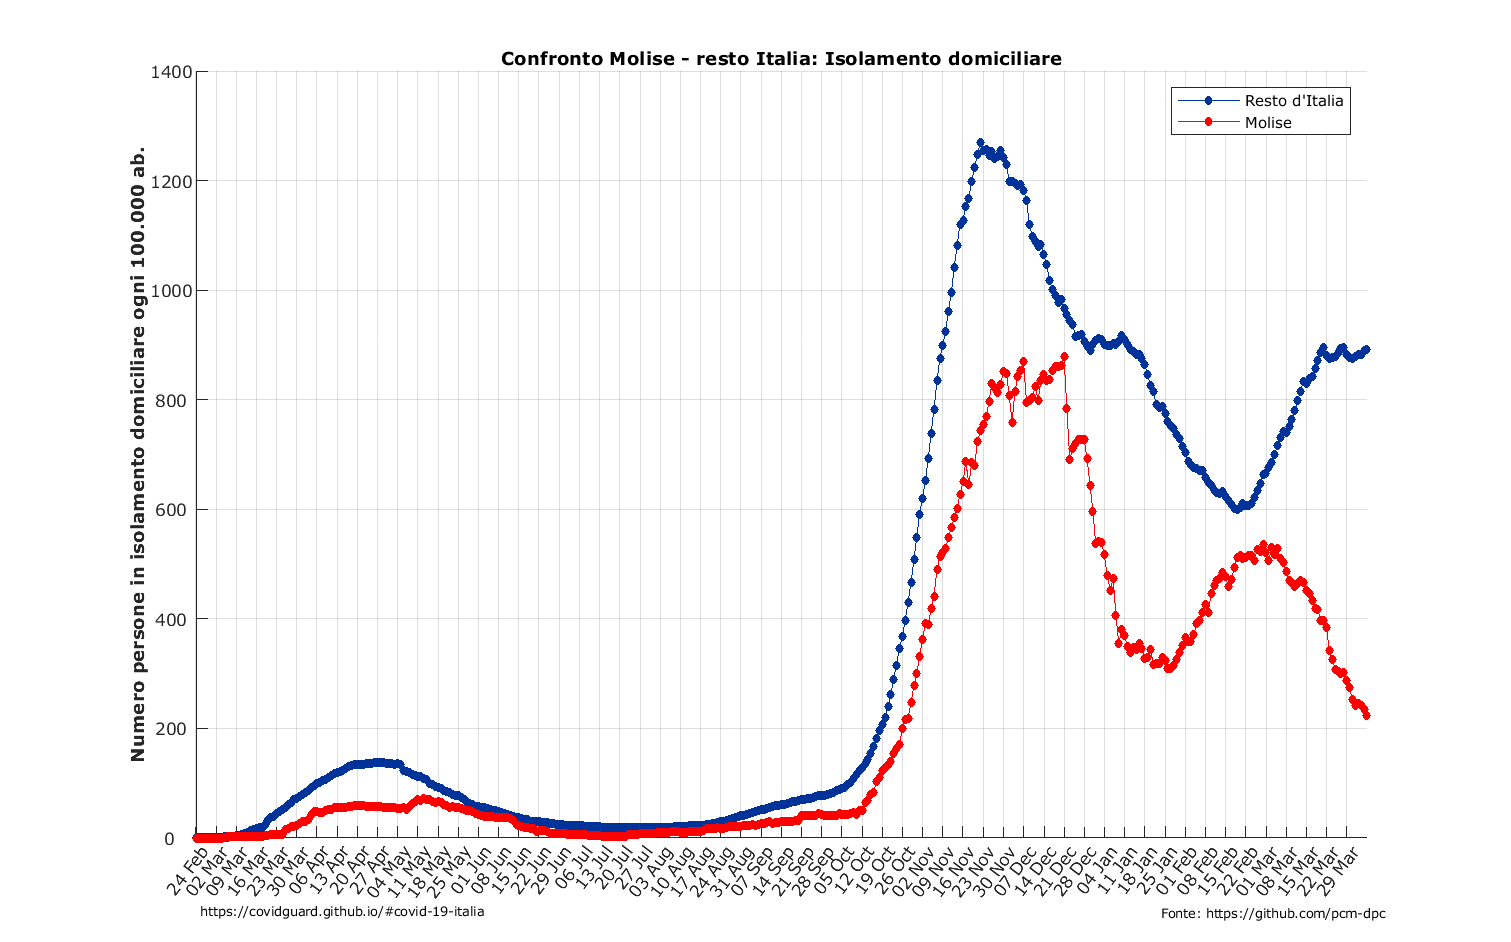 Confronto Molise - resto Italia: Isolamento domiciliare
Numero persone in isolamento domiciliare ogni 100.000 ab.
1400
1200
1000
800
600
400
200
0
Resto d'Italia
Molise
24 Feb
02 Mar
09 Mar
16 Mar
23 Mar
30 Mar
06 Apr
13 Apr
20 Apr
27 Apr
04 May
11 May
18 May
25 May
01 Jun
08 Jun
15 Jun
22 Jun
29 Jun
06 Jul
13 Jul
20 Jul
27 Jul
03 Aug
10 Aug
17 Aug
24 Aug
31 Aug
07 Sep
14 Sep
21 Sep
28 Sep
05 Oct
12 Oct
19 Oct
26 Oct
02 Nov
09 Nov
16 Nov
23 Nov
30 Nov
07 Dec
14 Dec
21 Dec
28 Dec
04 Jan
11 Jan
18 Jan
25 Jan
01 Feb
08 Feb
15 Feb
22 Feb
01 Mar
08 Mar
15 Mar
22 Mar
29 Mar
https://covidguard.github.io/#covid-19-italia
Fonte: https://github.com/pcm-dpc